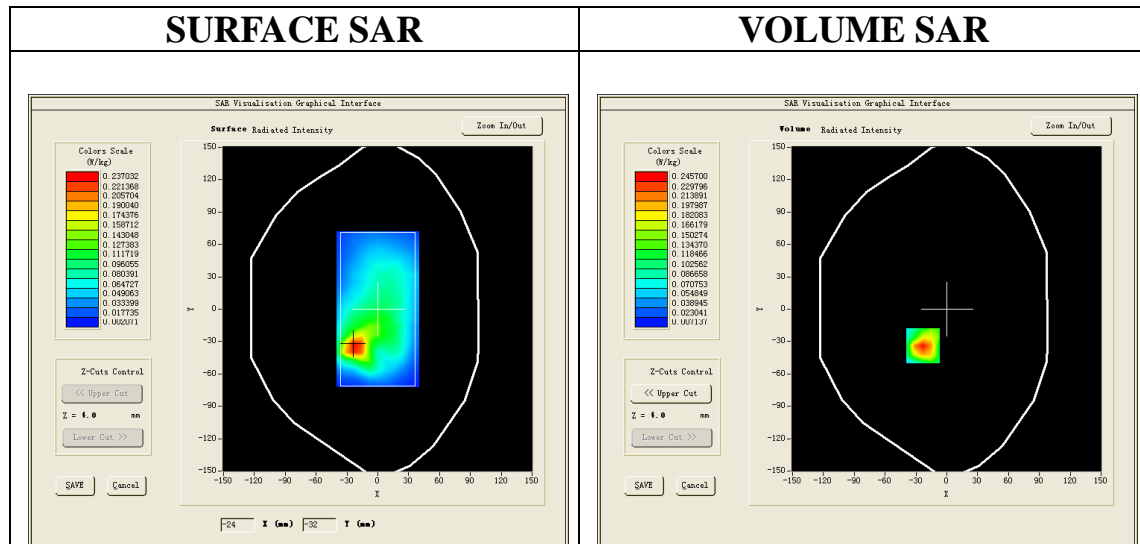 SURFACE SAR
VOLUME SAR
SAR Visualisation Graphical Interface
Surface Radiated Intensity
Zoom In/Out
Colors Scale
(W/kg)
0.237032
0.221368
0.205704
0.190040
0.174376
0.158712
0.143048
0.127383
0.111719
0.096055
0.080391
0.064727
0.049063
0.033399
0.017735
0.002071
150
120
90
60
30
0
-30
-60
-90
-120
-150
Y
-150 -120 -90 -60 -30 0 30 60 90 120 150
X
Z-Cuts Control
<< Upper Cut
Z = 4.0 mm
Lower Cut >>
SAVE Cancel
-24 X (mm) -32 Y (mm)
SAR Visualisation Graphical Interface
Volume Radiated Intensity
Zoom In/Out
Colors Scale
(W/kg)
0.245700
0.229796
0.213891
0.197987
0.182083
0.166179
0.150274
0.134370
0.118466
0.102562
0.086658
0.070753
0.054849
0.038945
0.023041
0.007137
150
120
90
60
30
0
-30
-60
-90
-120
-150
Y
-150 -120 -90 -60 -30 0 30 60 90 120 150
X
Z-Cuts Control
<< Upper Cut
Z = 4.0 mm
Lower Cut >>
SAVE Cancel